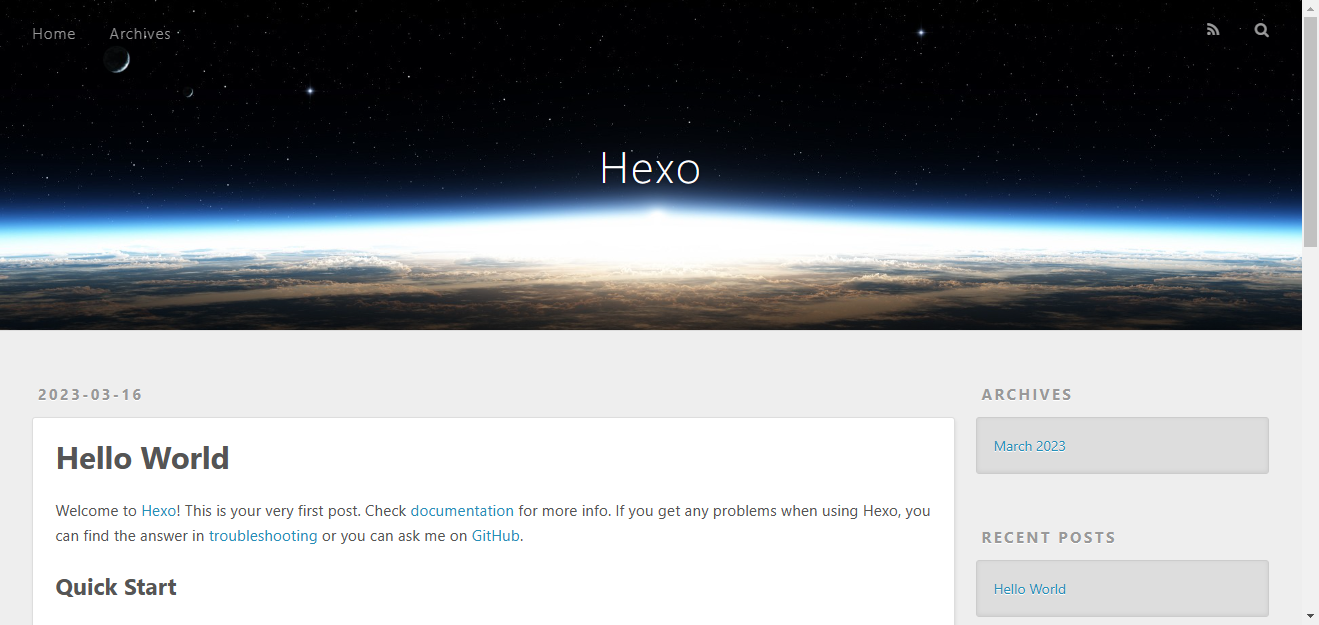 Home
Archives
Hexo
2023-03-16
Hello World
Welcome to Hexo! This is your very first post. Check documentation for more info. If you get any problems when using Hexo, you
can find the answer in troubleshooting or you can ask me on GitHub.
Quick Start
ARCHIVES
March 2023
RECENT POSTS
Hello World